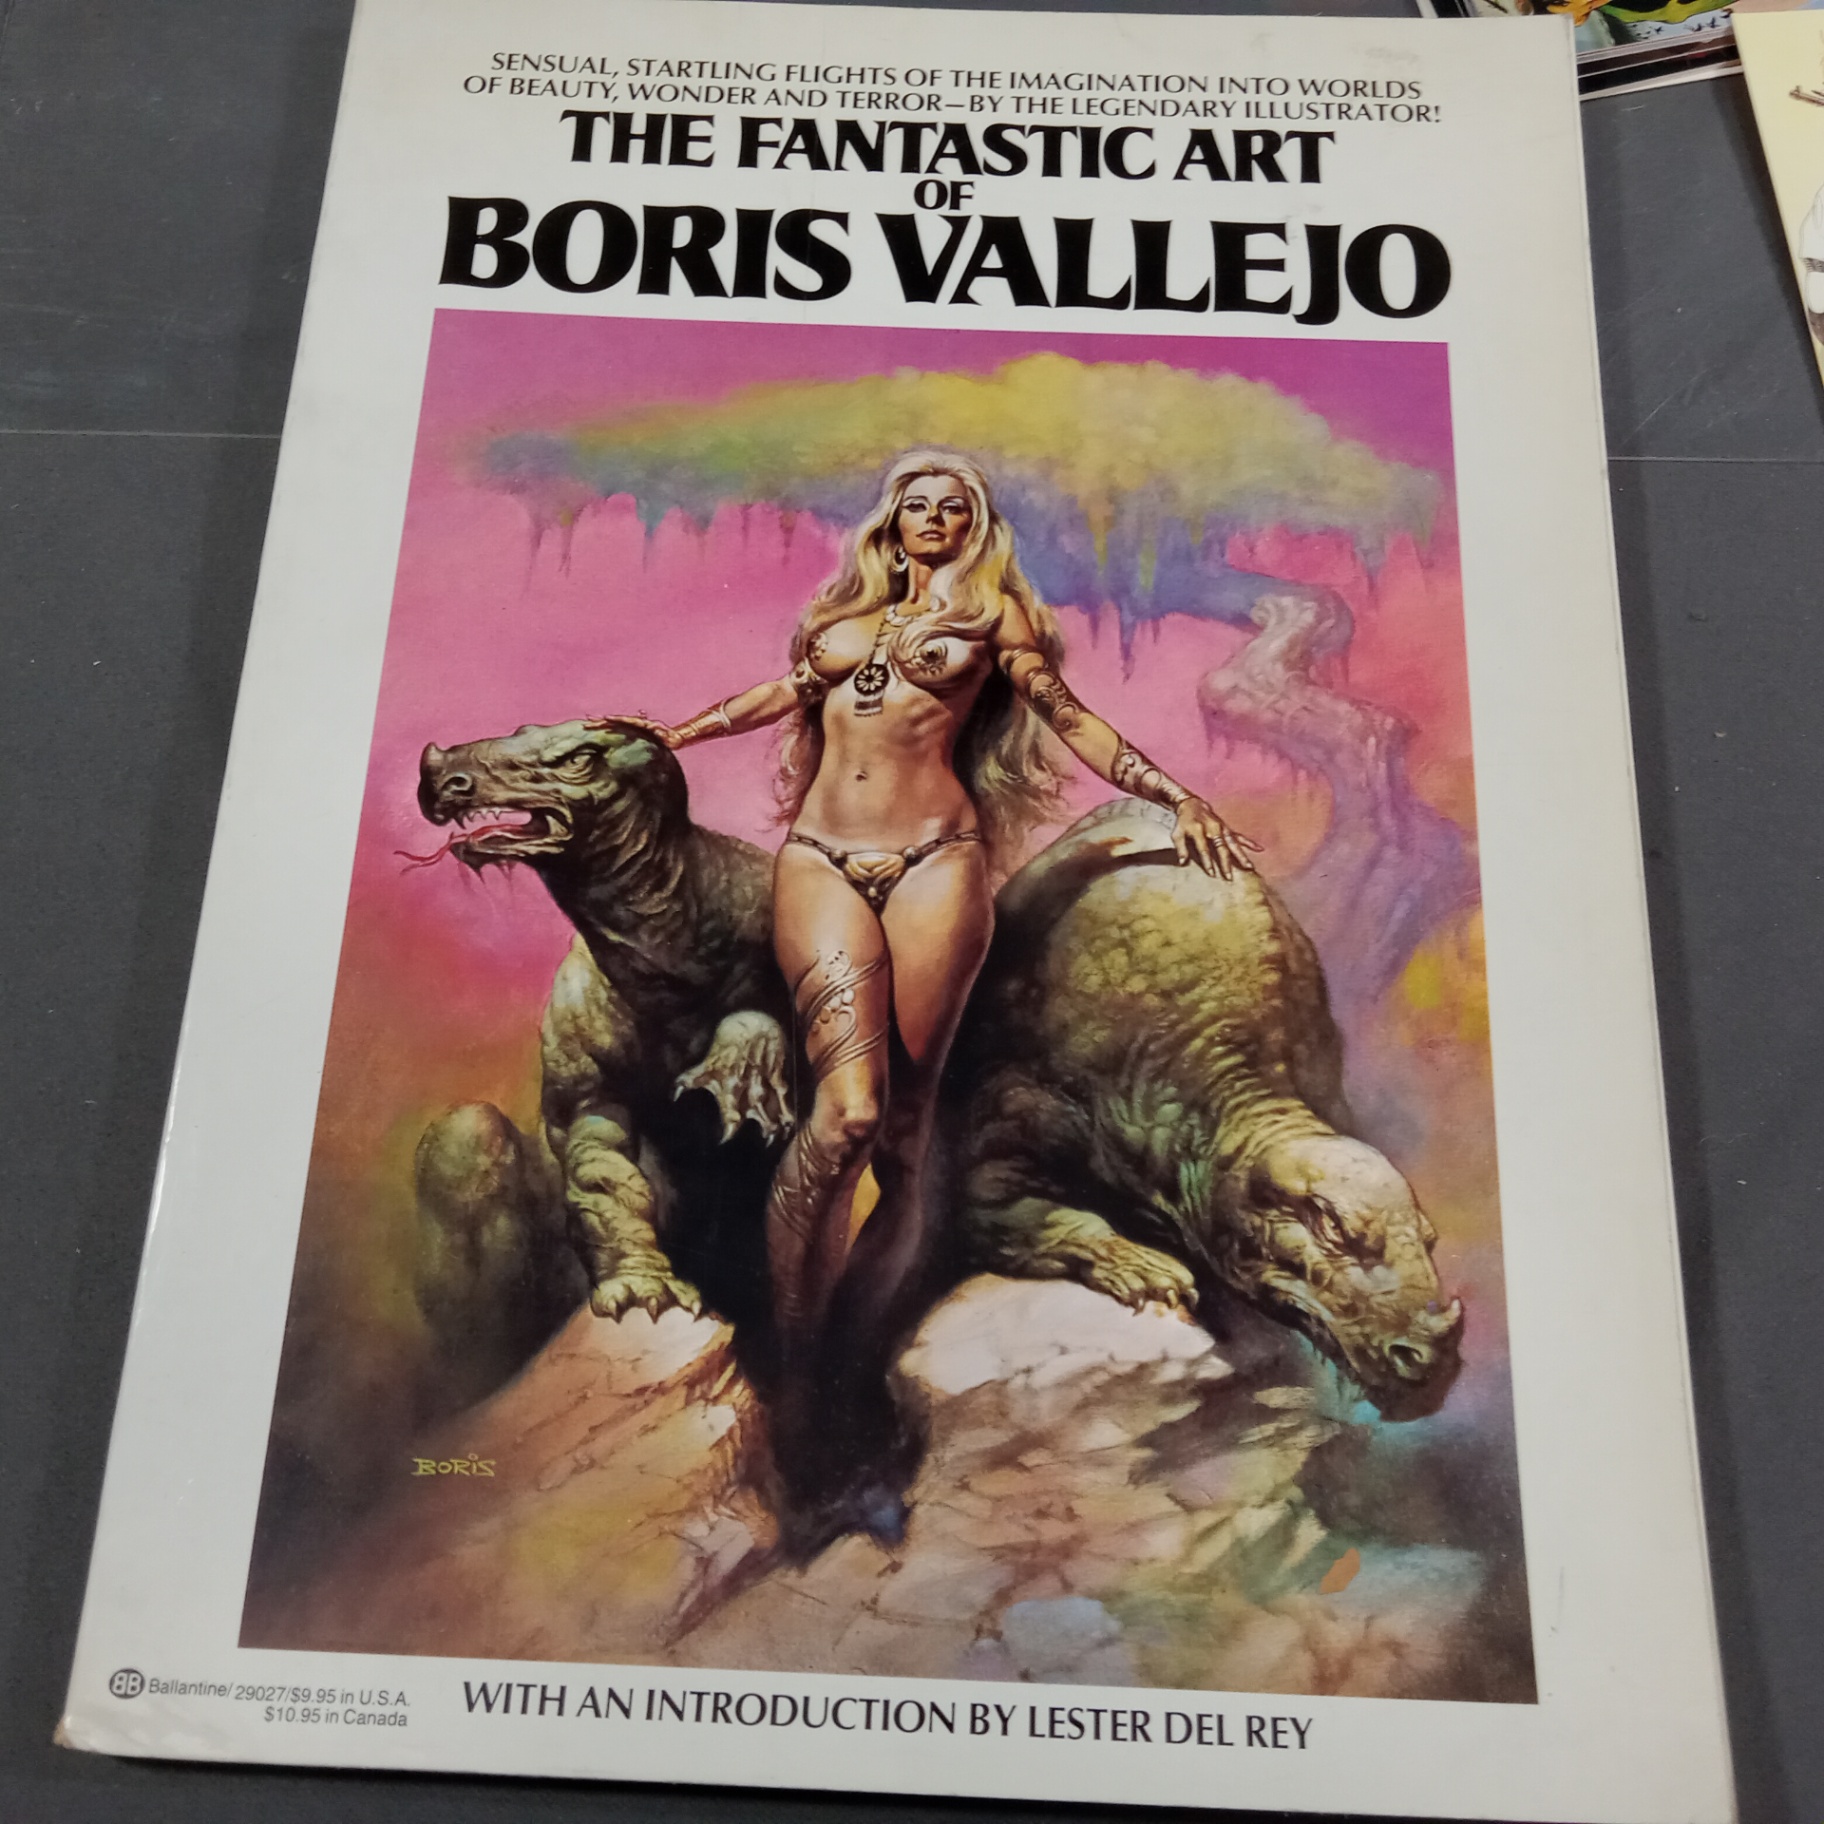 SENSUAL, STARTLING FLIGHTS OF THE IMAGINATION INTO WORLDS
OF BEAUTY, WONDER AND TERROR—BY THE LEGENDARY ILLUSTRATOR!
THE FANTASTIC ART
OF
BORIS VALLEJO
BORIS
BB Ballantine/29027/$9.95 in U.S.A.
$10.95 in Canada
WITH AN INTRODUCTION BY LESTER DEL REY